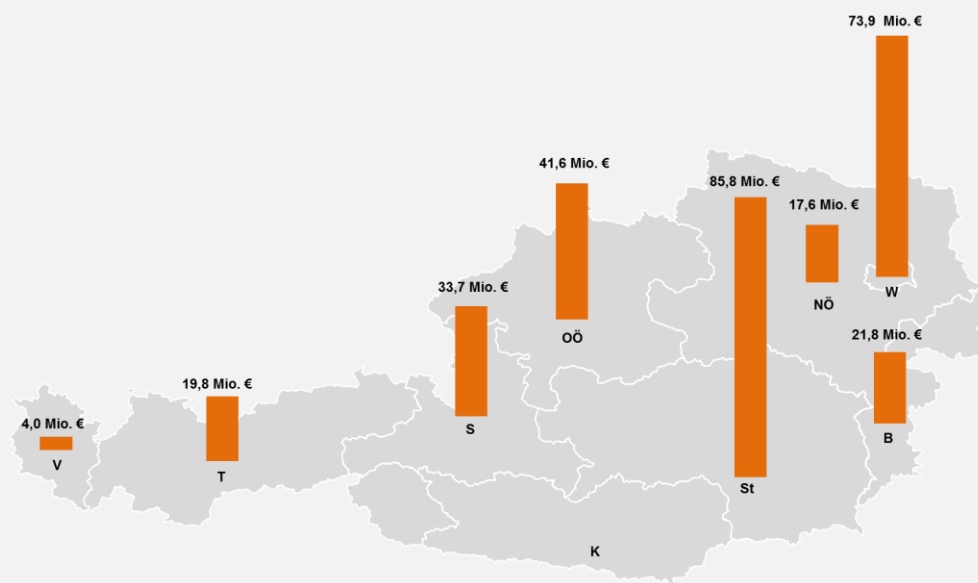 73,9  Mio. €
41,6 Mio. €
85,8 Mio. €
17,6 Mio. €
33,7 Mio. €
W
NÖ
OÖ
21,8 Mio. €
19,8 Mio. €
4,0 Mio. €
S
B
V
T
St
K